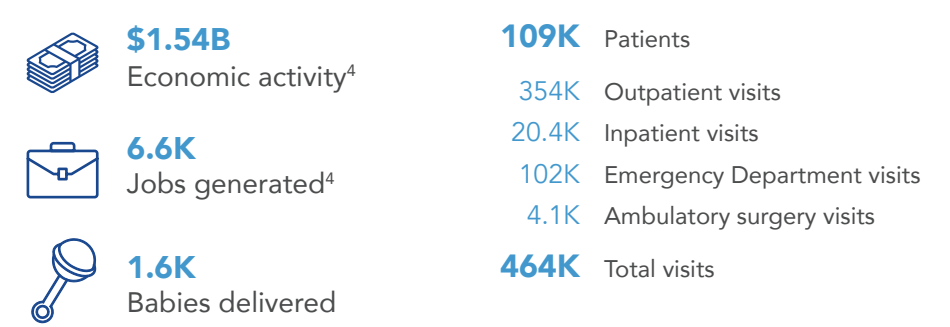 $1.54B
Economic activity⁴
6.6K
Jobs generated⁴
1.6K
Babies delivered
109K Patients
354K Outpatient visits
20.4K Inpatient visits
102K Emergency Department visits
4.1K Ambulatory surgery visits
464K Total visits